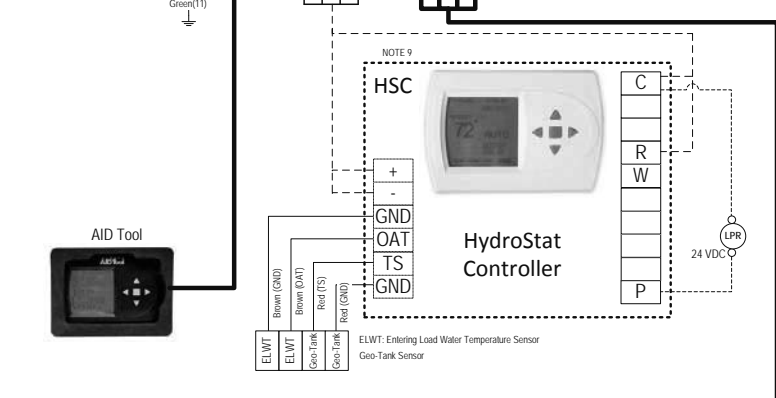 Green(11)
NOTE 9
HSC
C
72
AUTO
R
W
+
-
GND
OAT
TS
GND
HydroStat
Controller
P
LPR
24 VDC
AID Tool
Brown (GND)
Brown (OAT)
Red (TS)
Red (GND)
ELWT
ELWT
Geo-Tank
Geo-Tank
ELWT: Entering Load Water Temperature Sensor
Geo-Tank Sensor